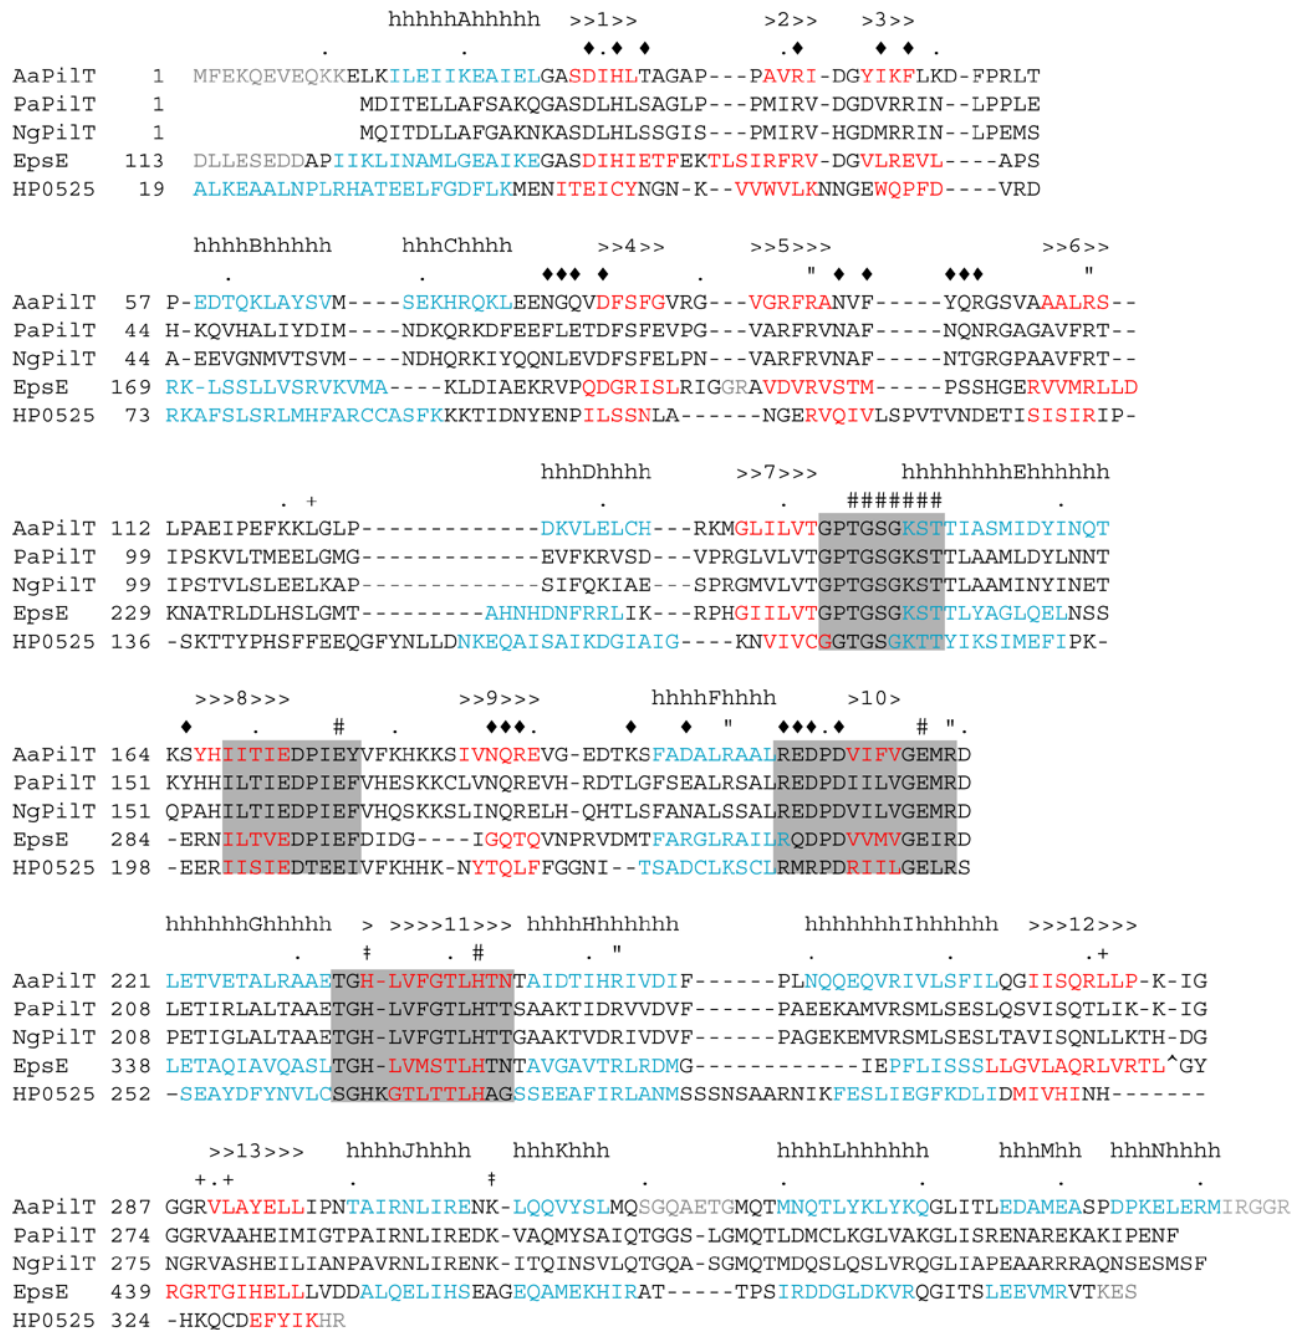 hhhhhAhhhhh >>1>> >>2> >3>>
. . ♦.♦ ♦ .♦ ♦ ♦ .
AaPilT 1 MFEKQEVEQKKELKILEIIKEAIELGASDIHLTAGAP---PAVRI-DGYIKFLKD-FPRLT
PaPilT 1 MDITELLAFSAKQGASDLHLSAGLP---PMIRV-DGDVRRIN--LPPLE
NgPilT 1 MQITDLLAFGAKNKASDLHLSSGIS---PMIRV-HGDMRRIN--LPEMS
EpsE 113 DLLESEDDAPIIKLINAMLGEAIKEGASDIHIETFEKTLSIRFRV-DGVLREVL---APS
HP0525 19 ALKEAALNPLRHATEELFGDFLKMENITEICYNGN-K--VVWVLKNNGEWQPFD----VRD
hhhhBhhhhh hhhChhhh >>4>> >>5>>> >>6>>
. . ♦♦♦ ♦ . " ♦ ♦ ♦♦♦ "
AaPilT 57 P-EDTQKLAYSVM----SEKHRQKLEENGQVDFSFGVRG---VGRFRANVF-----YQRGSVAAALRS--
PaPilT 44 H-KQVHALIYDIM----NDKQRKDFEEFLETDFSFEVPG---VARFRVNAF-----NQNRGAGAVFRT--
NgPilT 44 A-EEVGNMVTSVM----NDHQRKIYQQNLEVDFSFELPN---VARFRVNAF-----NTGRGPAAVFRT--
EpsE 169 RK-LSSLLVSRVKVMA----KLDIAEKRVPQDGRISLRIGGRAVDVRVSTM-----PSSHGERVVMRLLD
HP0525 73 RKAFSLSRLMHFARCCASFKKKTIDNYENPILSSNLA------NGERVQIVLSPVTVNDETISISIRIP-
hhhDhhhh >>7>>> hhhhhhhhEhhhhhh
. + . . ####### .
AaPilT 112 LPAEIPEFKKLGLP-------------DKVLELCH---RKMGLILVTGPTGSGKSTTIASMIDYINQT
PaPilT 99 IPSKVLTMEELGMG-------------EVFKRVSD---VPRGLVLVTGPTGSGKSTTLAAMLDYLNNT
NgPilT 99 IPSTVLSLEELKAP-------------SIFQKIAE---SPRGMVLVTGPTGSGKSTTLAAMINYINET
EpsE 229 KNATRLDLHSLGMT---------AHNHDNFRRLIK---RPHGIILVTGPTGSGKSTTLYAGLQELNSS
HP0525 136 -SKTTYPHSFFEEQGFYNLLDNKEQAISAIKDGIAIG----KNVIVCGGTGSGKTTYIKSIMEFIPK-
>>>8>>> >>9>>> hhhhFhhhh >10>
♦ . # . ♦♦♦. ♦ ♦ " ♦♦♦.♦ # ".
AaPilT 164 KSYHIITIEDPIEYVFKHKKSIVNQREVG-EDTKSFADALRAALREDPDVIFVGEMRD
PaPilT 151 KYHHILTIEDPIEFVHESKKCLVNQREVH-RDTLGFSEALRSALREDPDIILVGEMRD
NgPilT 151 QPAHILTIEDPIEFVHQSKKSLINQRELH-QHTLSFANALSSALREDPDVILVGEMRD
EpsE 284 -ERNILTVEDPIEFDIDG----IGQTQVNPRVDMTFARGLRAILRQDPDVVMVGEIRD
HP0525 198 -EERIISIEDTEEIVFKHHK-NYTQLFFGGNI--TSADCLKSCLRMRPDRIILGELRS
hhhhhhGhhhhh > >>>>11>>> hhhhHhhhhhh hhhhhhhIhhhhhh >>>12>>>
. ‡ . # . " . . .+
AaPilT 221 LETVETALRAAETGH-LVFGTLHTNTAIDTIHRIVDIF------PLNQQEQVRIVLSFILQGIISQRLLP-K-IG
PaPilT 208 LETIRLALTAAETGH-LVFGTLHTTSAAKTIDRVVDVF------PAEEKAMVRSMLSESLQSVISQTLIK-K-IG
NgPilT 208 PETIGLALTAAETGH-LVFGTLHTTGAAKTVDRIVDVF------PAGEKEMVRSMLSESLTAVISQNLLKTH-DG
EpsE 338 LETAQIAVQASLTGH-LVMSTLHTNTAVGAVTRLRDMG------------IEPFLISSSLLGVLAQRLVRTL^GY
HP0525 252 -SEAYDFYNVLCSGHKGTLTTLHAGSSEEAFIRLANMSSSNSAARNIKFESLIEGFKDLIDMIVHINH-------
>>13>>> hhhhJhhhh hhhKhhh hhhhLhhhhhh hhhMhh hhhNhhhh
+.+ . ‡ . . . . .
AaPilT 287 GGRVLAYELLIPNTAIRNLIRENK-LQQVYSLMQSGQAETGMQTMNQTLYKLYKQGLITLEDAMEASPDPKELERMIRGGR
PaPilT 274 GGRVAAHEIMIGTPAIRNLIREDK-VAQMYSAIQTGGS-LGMQTLDMCLKGLVAKGLISRENAREKAKIPENF
NgPilT 275 NGRVASHEILIANPAVRNLIRENK-ITQINSVLQTGQA-SGMQTMDQSLQSLVRQGLIAPEAARRRAQNSESMSF
EpsE 439 RGRTGIHELLLVDDALQELIHSEAGEQAMEKHIRAT-----TPSIRDDGLDKVRQGITSLEEVMRVTKES
HP0525 324 -HKQCDEFYIKHR